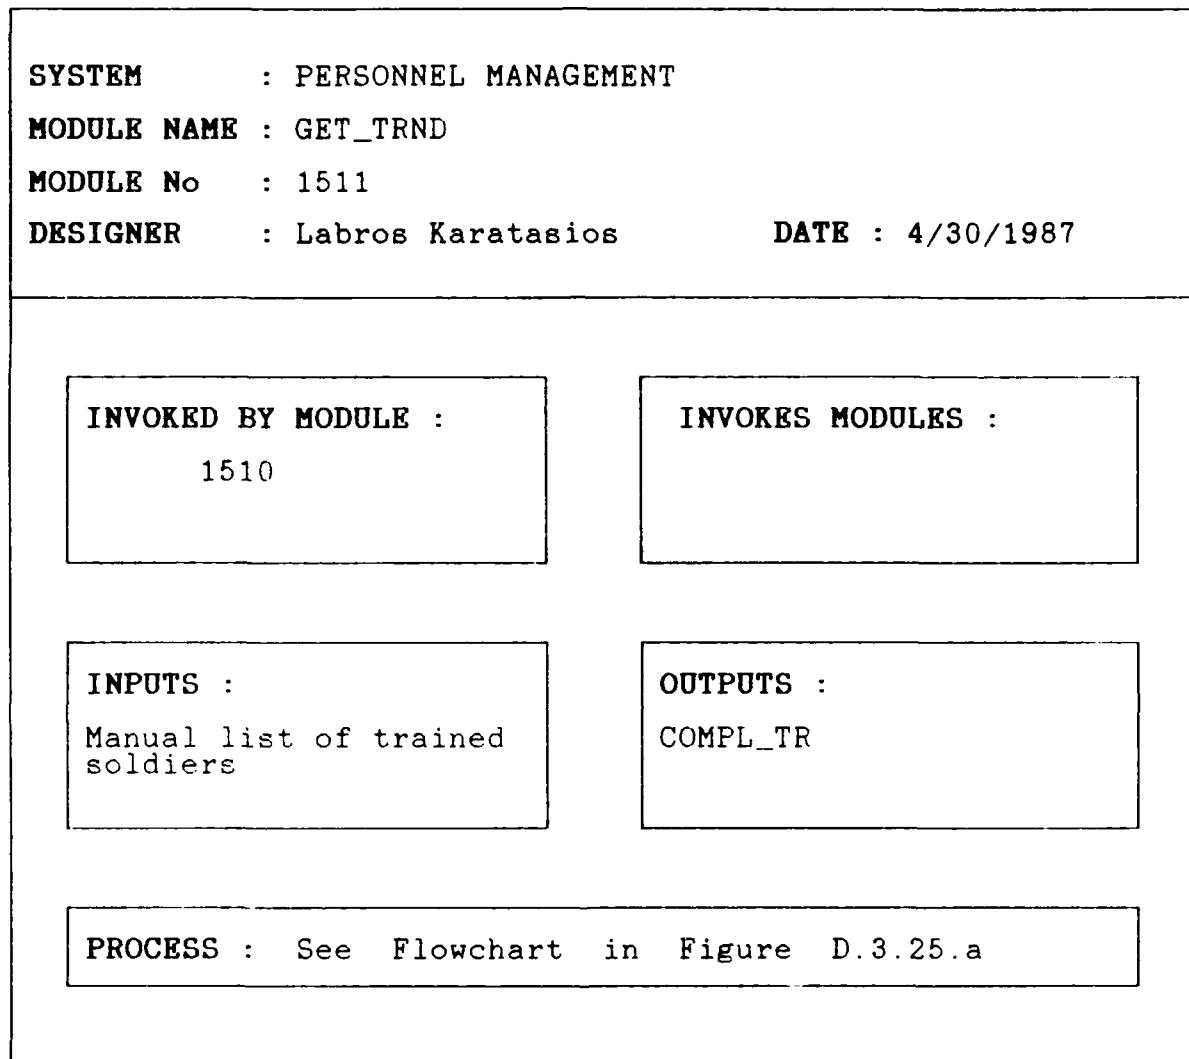 SYSTEM : PERSONNEL MANAGEMENT
MODULE NAME : GET_TRND
MODULE No : 1511
DESIGNER : Labros Karatasios DATE : 4/30/1987
INVOKED BY MODULE :
1510
INVOKES MODULES :
INPUTS :
Manual list of trained
soldiers
OUTPUTS :
COMPL_TR
PROCESS : See Flowchart in Figure D.3.25.a